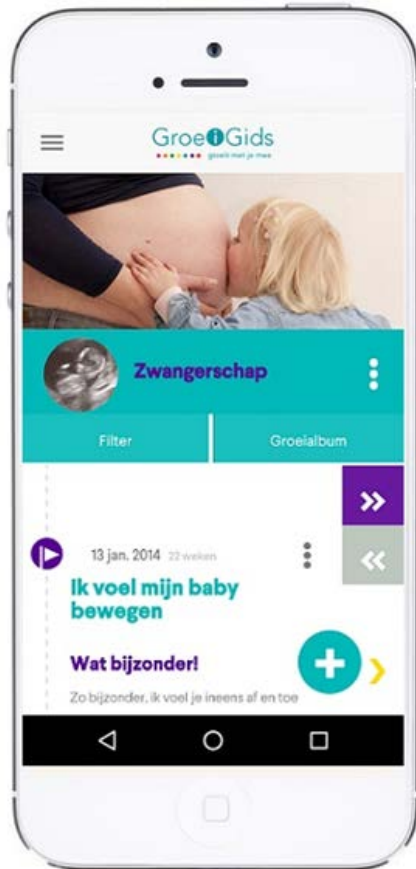 GroeiGids
groeit met je mee
Zwangerschap
Filter
Groeialbum
13 jan. 2014 22 weken
Ik voel mijn baby
bewegen
Wat bijzonder!
Zo bijzonder, ik voel je ineens af en toe